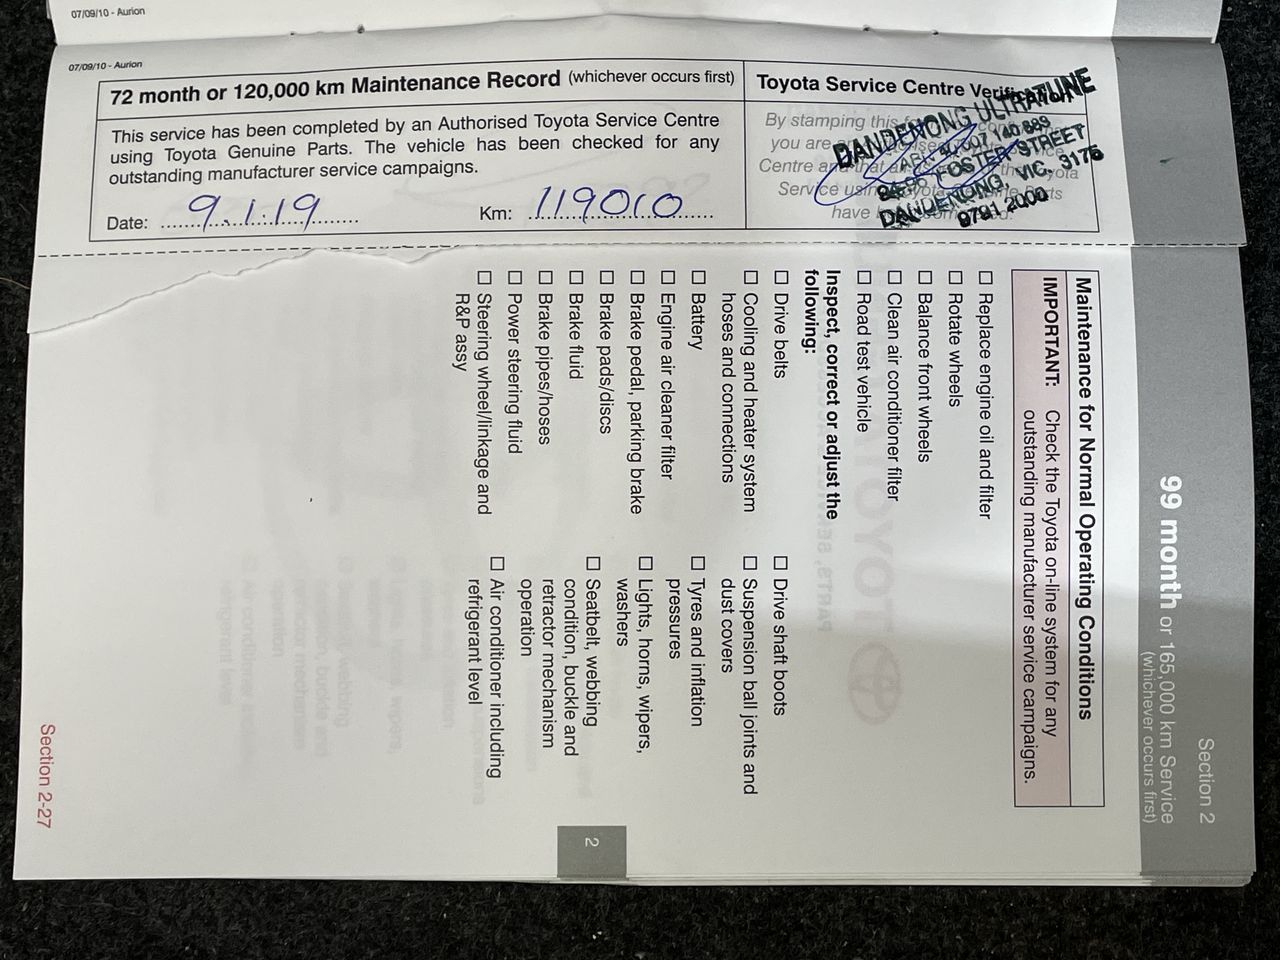 07/09/10 - Aurion
07/09/10 - Aurion
72 month or 120,000 km Maintenance Record (whichever occurs first)
This service has been completed by an Authorised Toyota Service Centre
using Toyota Genuine Parts. The vehicle has been checked for any
outstanding manufacturer service campaigns.
Date: 9.1.19
Km: 119010
Toyota Service Centre Verification
By stamping this
you are
Centre and that a
Service using
have
DANDENONG ULTRATUNE
FOSTER STREET
DANDENONG, VIC, 3175
9791 2000
Section 2
99 month or 165,000 km Service
(whichever occurs first)
Maintenance for Normal Operating Conditions
IMPORTANT: Check the Toyota on-line system for any
outstanding manufacturer service campaigns.
☐ Replace engine oil and filter
☐ Rotate wheels
☐ Balance front wheels
☐ Clean air conditioner filter
☐ Road test vehicle
Inspect, correct or adjust the
following:
☐ Drive belts
☐ Cooling and heater system
hoses and connections
☐ Battery
☐ Engine air cleaner filter
☐ Brake pedal, parking brake
☐ Brake pads/discs
☐ Brake fluid
☐ Brake pipes/hoses
☐ Power steering fluid
☐ Steering wheel/linkage and
R&P assy
☐ Drive shaft boots
☐ Suspension ball joints and
dust covers
☐ Tyres and inflation
pressures
☐ Lights, horns, wipers,
washers
☐ Seatbelt, webbing
condition, buckle and
retractor mechanism
operation
☐ Air conditioner including
refrigerant level
2
Section 2-27